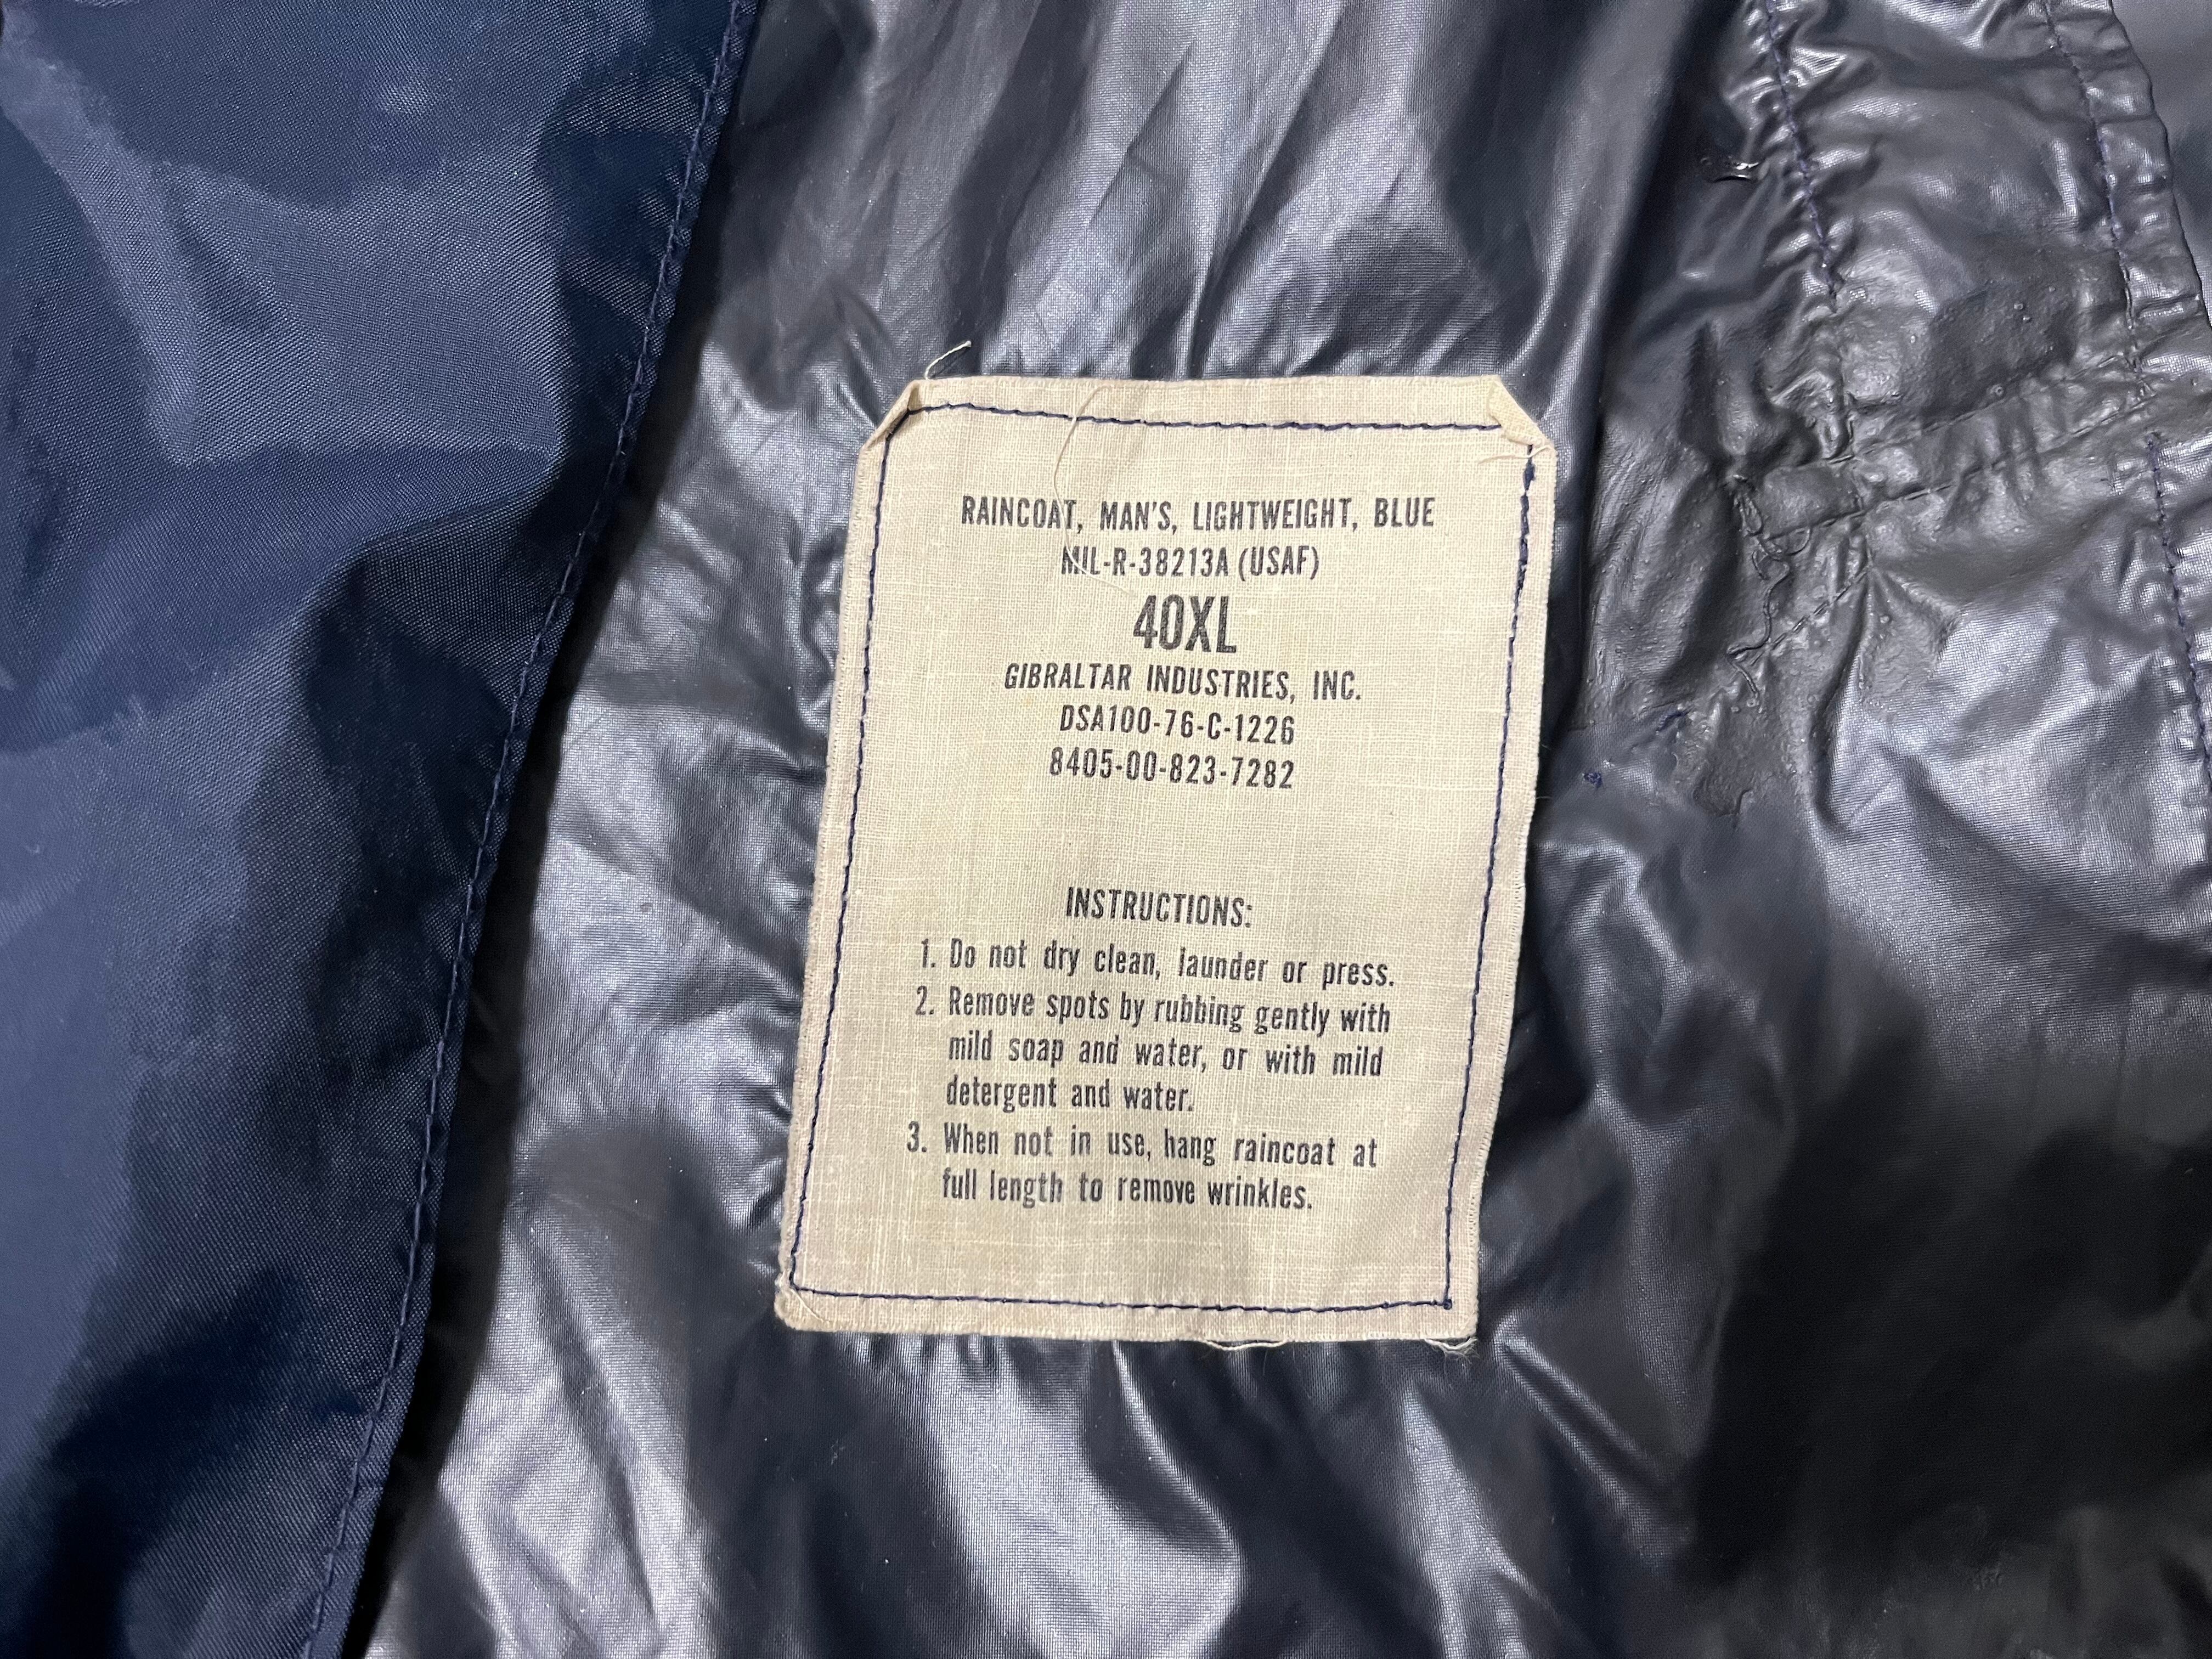 RAINCOAT, MAN'S, LIGHTWEIGHT, BLUE
MIL-R-38213A (USAF)
40XL
GIBRALTAR INDUSTRIES, INC.
DSA100-76-C-1226
8405-00-823-7282
INSTRUCTIONS:
1. Do not dry clean, launder or press.
2. Remove spots by rubbing gently with
mild soap and water, or with mild
detergent and water.
3. When not in use, hang raincoat at
full length to remove wrinkles.